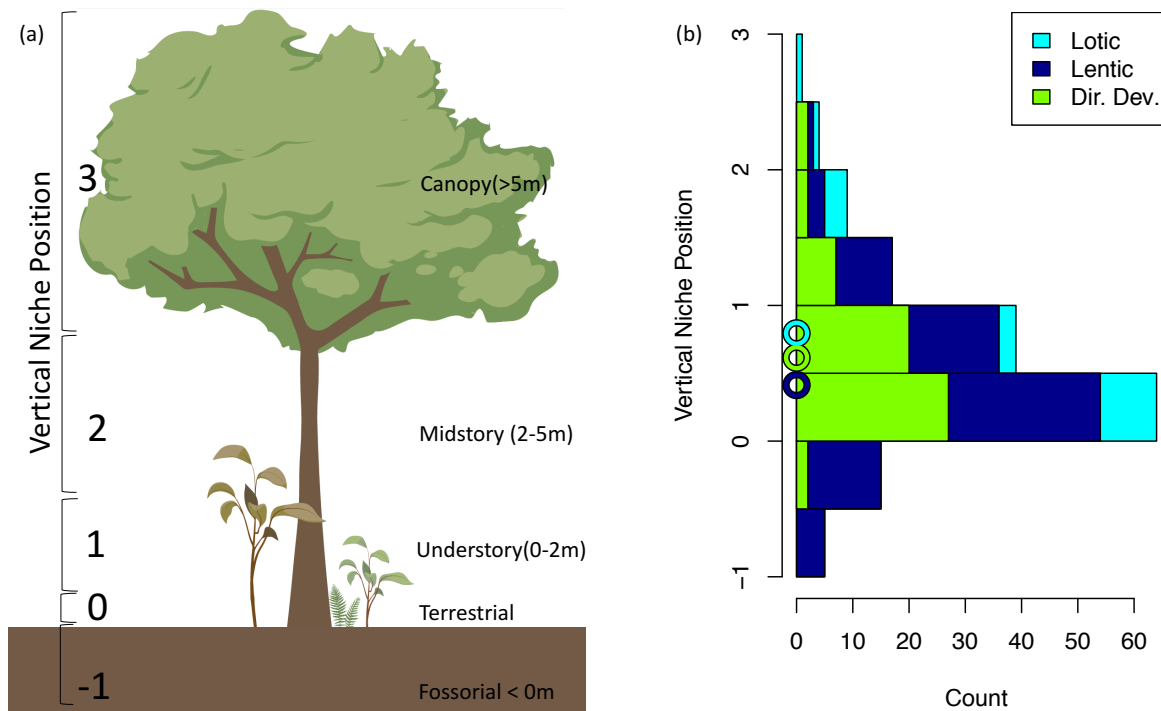 (a)
Vertical Niche Position
3
Canopy(>5m)
2
Midstory (2-5m)
1
Understory(0-2m)
0
Terrestrial
-1
Fossorial < 0m
(b)
Lotic
Lentic
Dir. Dev.
Vertical Niche Position
3
2
1
0
−1
0 10 20 30 40 50 60
Count